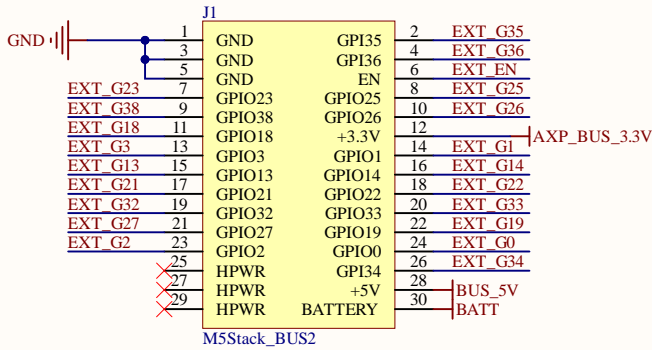 J1
GND
1 GND GPI35 2 EXT_G35
3 GND GPI36 4 EXT_G36
5 GND EN 6 EXT_EN
EXT_G23 7 GPIO23 GPIO25 8 EXT_G25
EXT_G38 9 GPIO38 GPIO26 10 EXT_G26
EXT_G18 11 GPIO18 +3.3V 12 AXP_BUS_3.3V
EXT_G3 13 GPIO3 GPIO1 14 EXT_G1
EXT_G13 15 GPIO13 GPIO14 16 EXT_G14
EXT_G21 17 GPIO21 GPIO22 18 EXT_G22
EXT_G32 19 GPIO32 GPIO33 20 EXT_G33
EXT_G27 21 GPIO27 GPIO19 22 EXT_G19
EXT_G2 23 GPIO2 GPIO0 24 EXT_G0
25 HPWR GPI34 26 EXT_G34
27 HPWR +5V 28 BUS_5V
29 HPWR BATTERY 30 BATT
M5Stack_BUS2